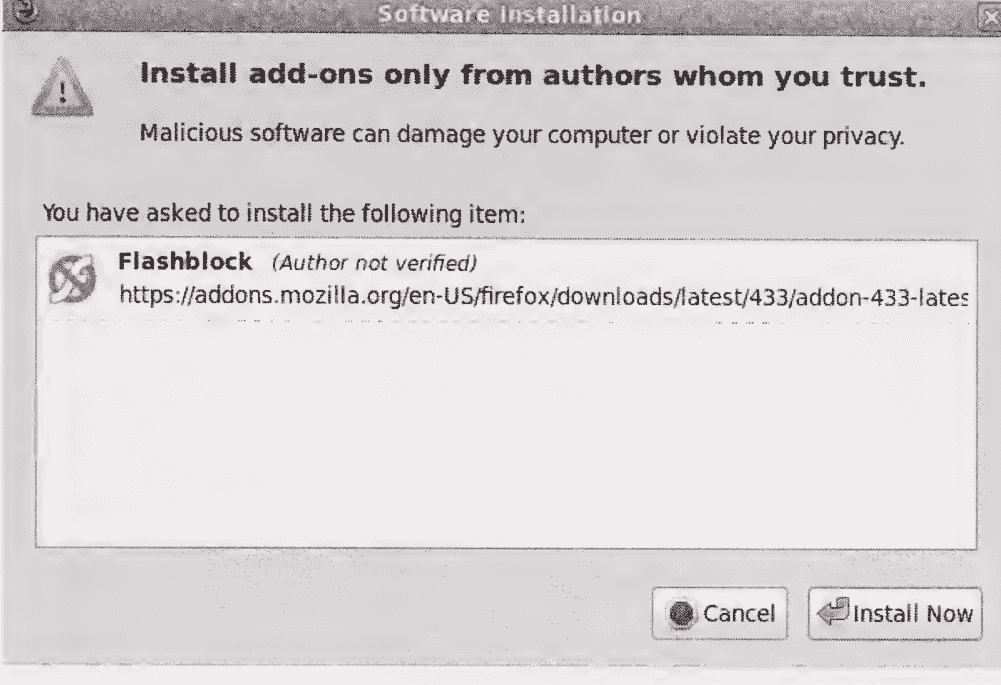 Software Installation
Install add-ons only from authors whom you trust.
Malicious software can damage your computer or violate your privacy.
You have asked to install the following item:
Flashblock (Author not verified)
https://addons.mozilla.org/en-US/firefox/downloads/latest/433/addon-433-lates
Cancel Install Now